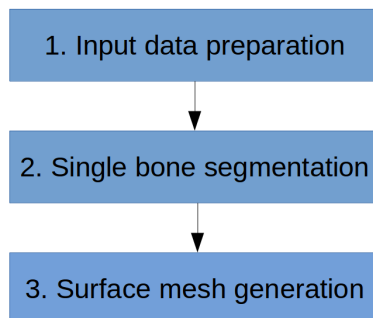 1. Input data preparation
2. Single bone segmentation
3. Surface mesh generation